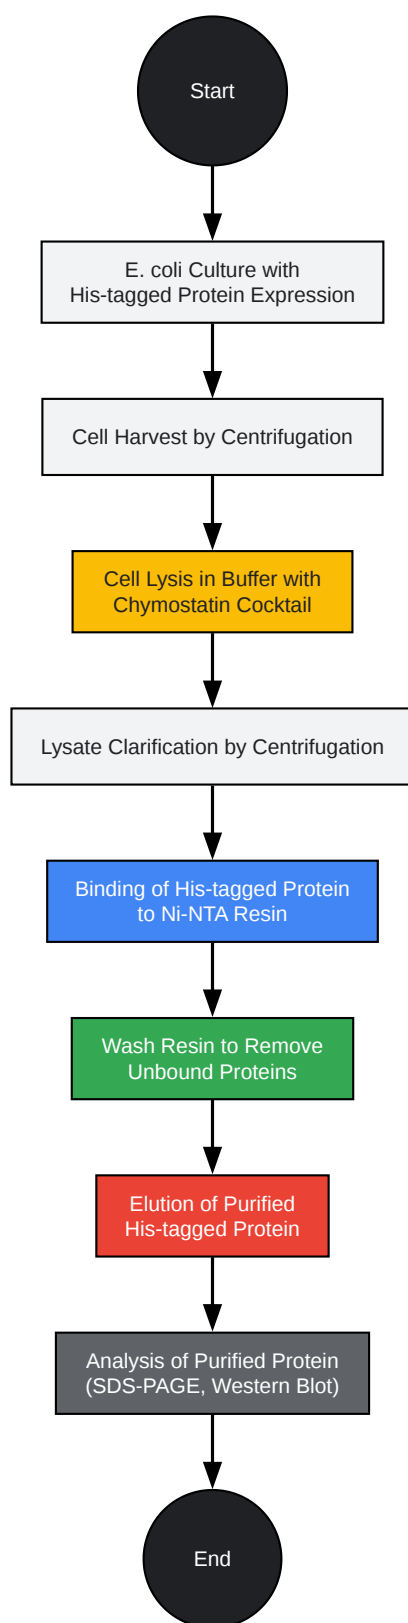 Start
E. coli Culture with
His-tagged Protein Expression
Cell Harvest by Centrifugation
Cell Lysis in Buffer with
Chymostatin Cocktail
Lysate Clarification by Centrifugation
Binding of His-tagged Protein
to Ni-NTA Resin
Wash Resin to Remove
Unbound Proteins
Elution of Purified
His-tagged Protein
Analysis of Purified Protein
(SDS-PAGE, Western Blot)
End